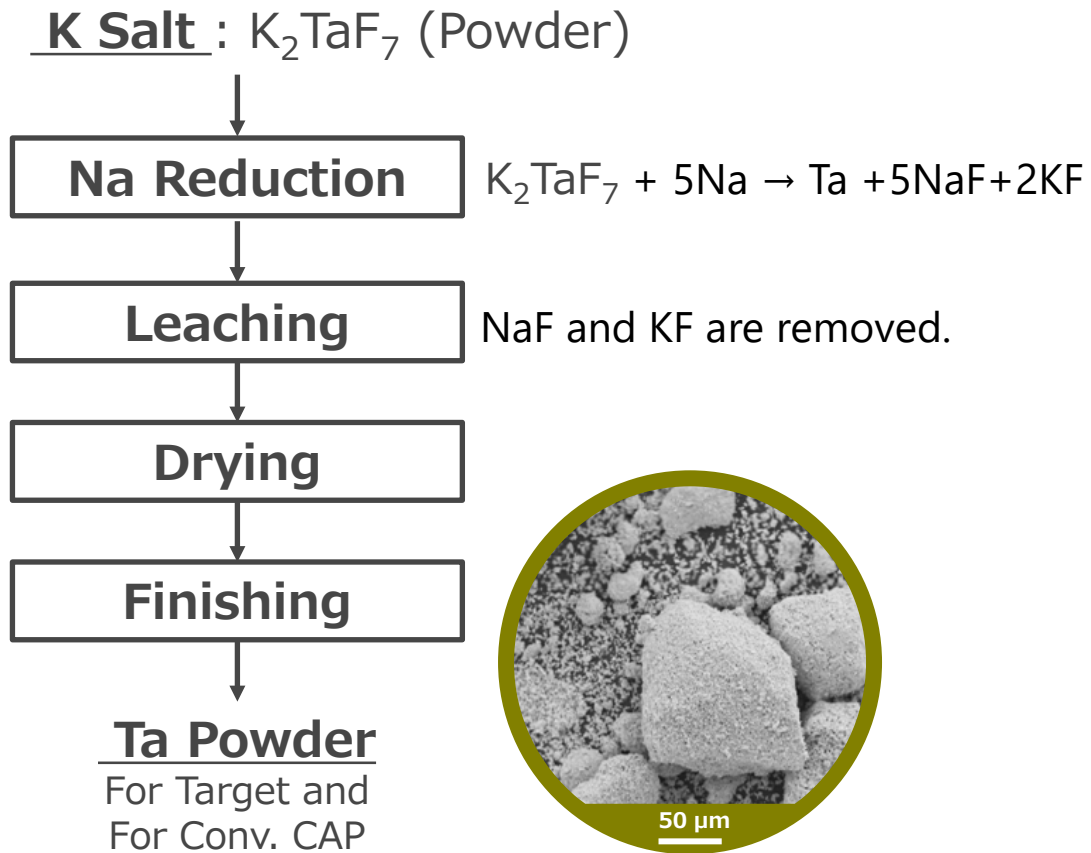 K Salt : K₂TaF₇ (Powder)
Na Reduction
K₂TaF₇ + 5Na → Ta +5NaF+2KF
Leaching
NaF and KF are removed.
Drying
Finishing
Ta Powder
For Target and
For Conv. CAP
50 μm